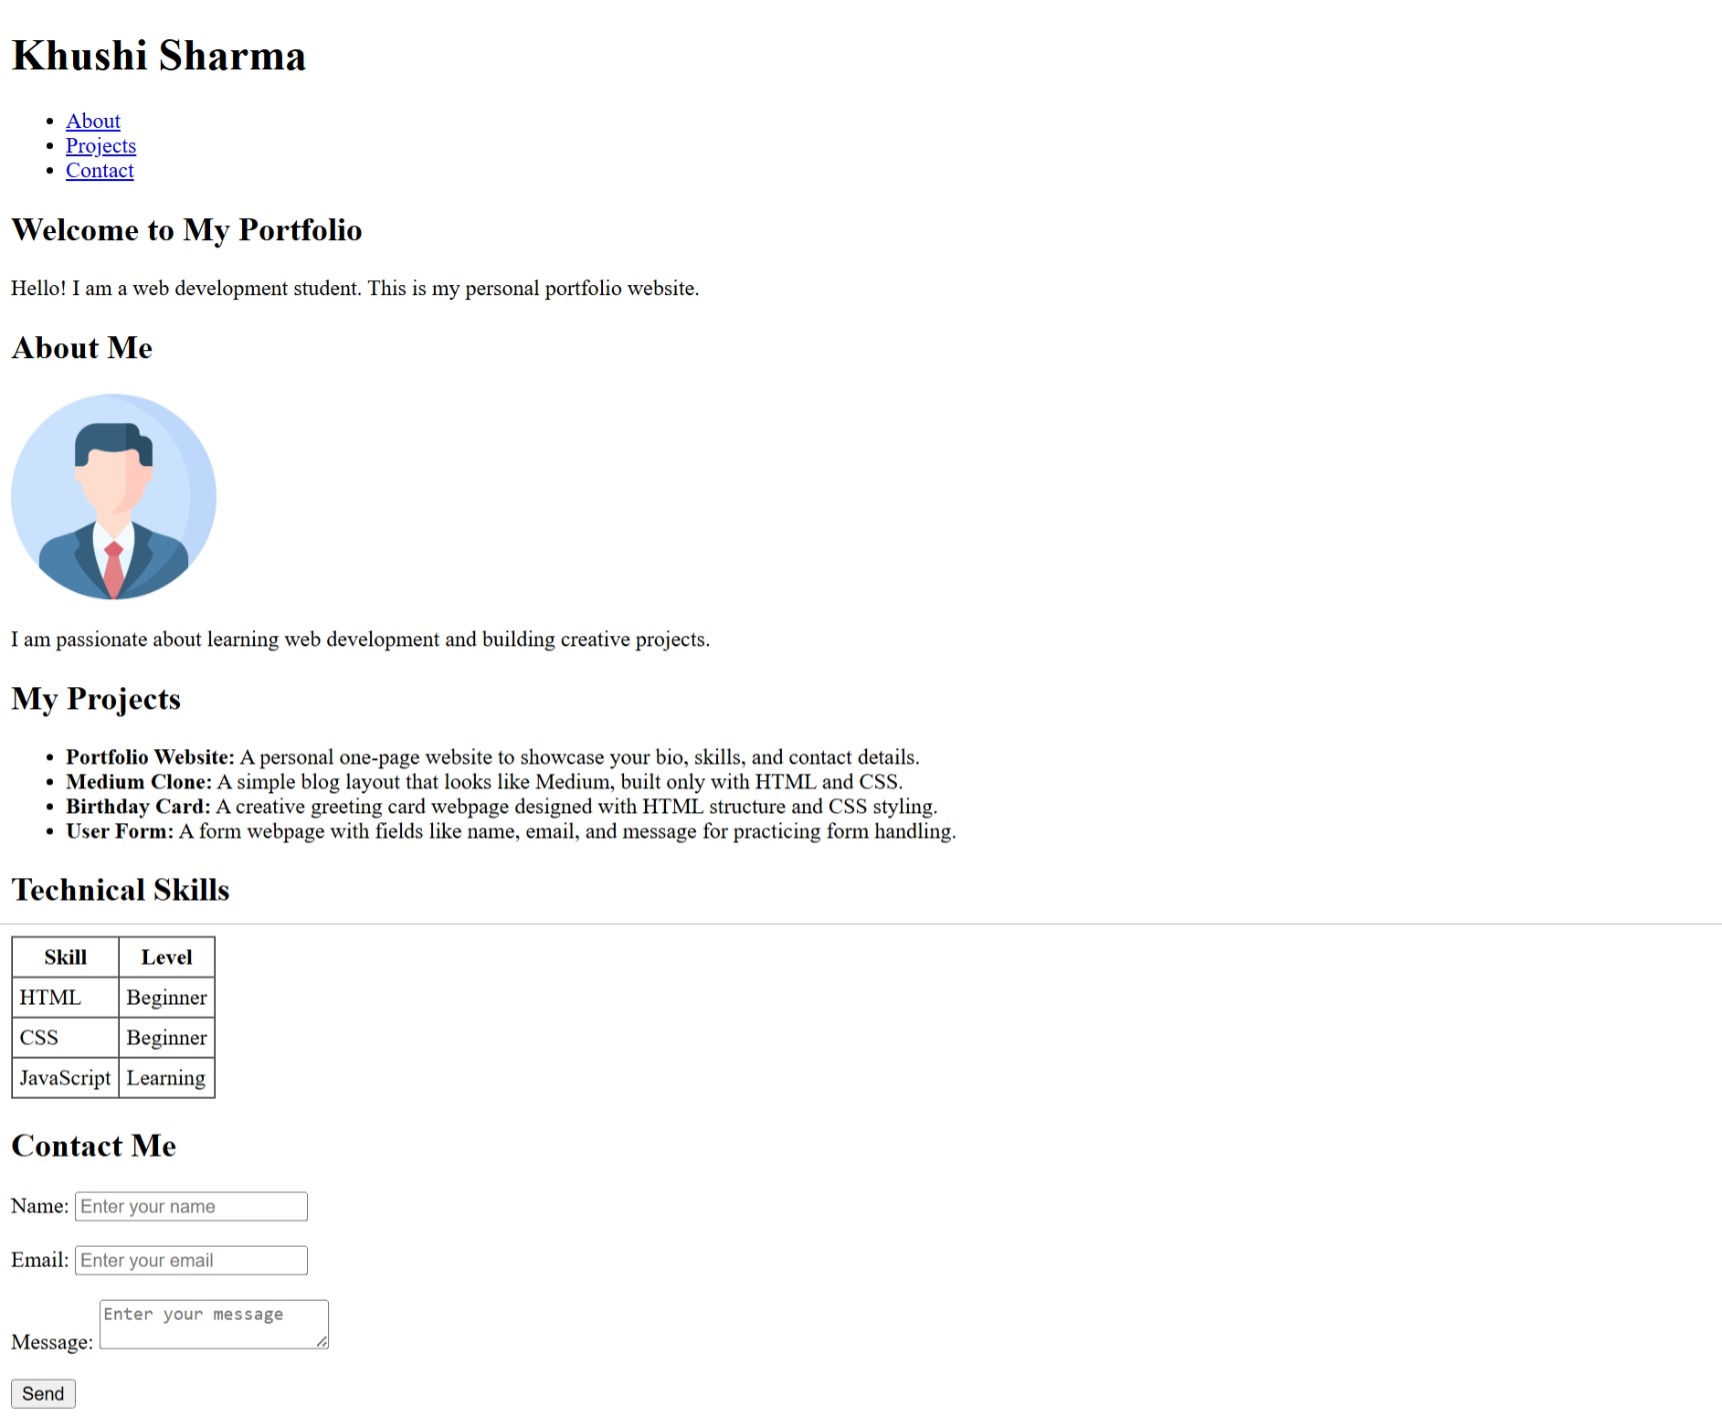 Khushi Sharma
About
Projects
Contact
Welcome to My Portfolio
Hello! I am a web development student. This is my personal portfolio website.
About Me
I am passionate about learning web development and building creative projects.
My Projects
Portfolio Website: A personal one-page website to showcase your bio, skills, and contact details.
Medium Clone: A simple blog layout that looks like Medium, built only with HTML and CSS.
Birthday Card: A creative greeting card webpage designed with HTML structure and CSS styling.
User Form: A form webpage with fields like name, email, and message for practicing form handling.
Technical Skills
Skill Level
HTML Beginner
CSS Beginner
JavaScript Learning
Contact Me
Name: Enter your name
Email: Enter your email
Message: Enter your message
Send